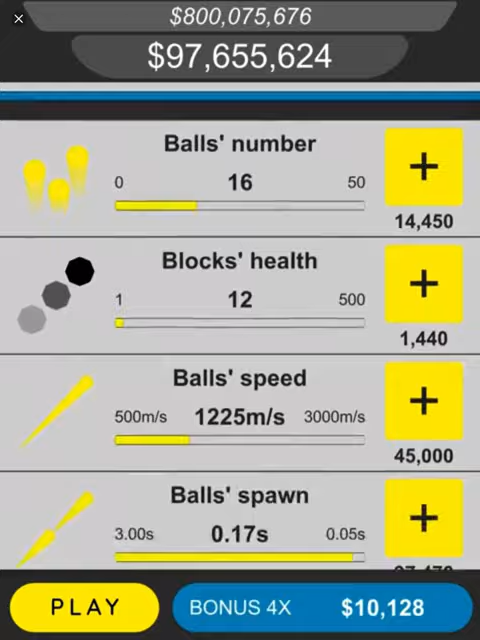 $800,075,676
$97,655,624
Balls' number
0 16 50
14,450
Blocks' health
1 12 500
1,440
Balls' speed
500m/s 1225m/s 3000m/s
45,000
Balls' spawn
3.00s 0.17s 0.05s
PLAY BONUS 4X $10,128